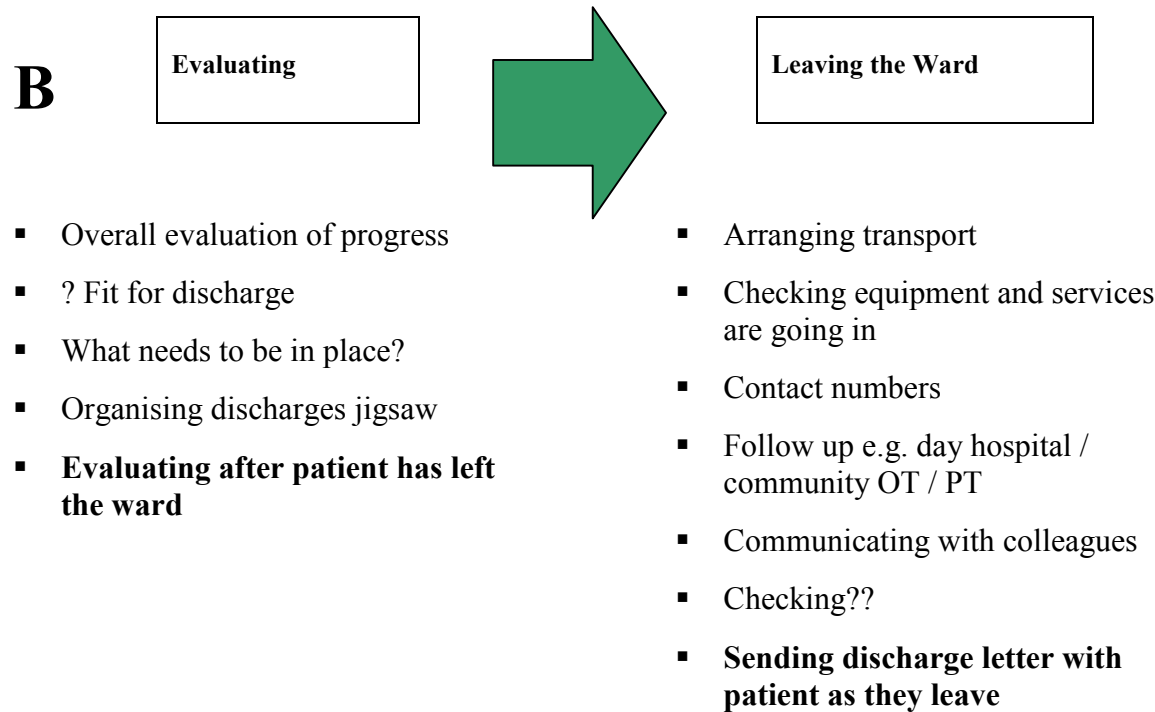 B
Evaluating
Leaving the Ward
▪ Overall evaluation of progress
▪ ? Fit for discharge
▪ What needs to be in place?
▪ Organising discharges jigsaw
▪ Evaluating after patient has left
the ward
▪ Arranging transport
▪ Checking equipment and services
are going in
▪ Contact numbers
▪ Follow up e.g. day hospital /
community OT / PT
▪ Communicating with colleagues
▪ Checking??
▪ Sending discharge letter with
patient as they leave